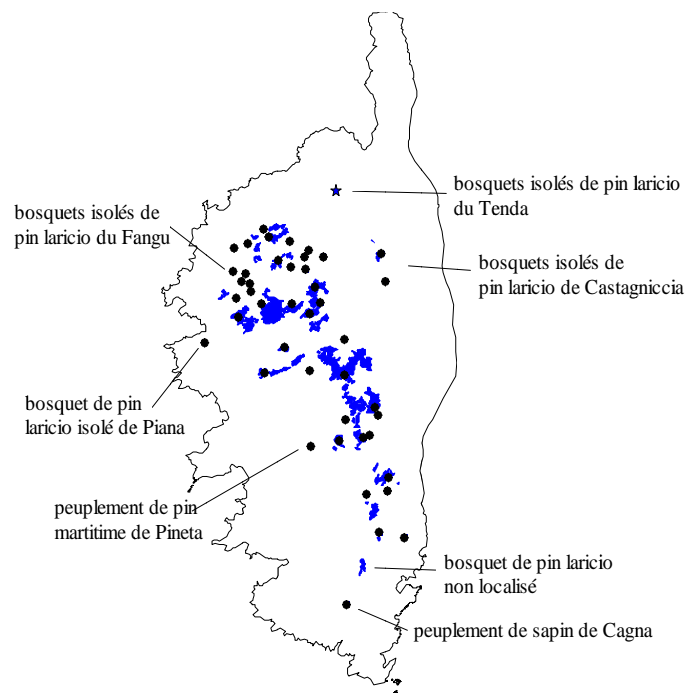 bosquets isolés de pin laricio
du Tenda
bosquets isolés de
pin laricio du Fangu
bosquets isolés de
pin laricio de Castagniccia
bosquet de pin
laricio isolé de Piana
peuplement de pin
martitime de Pineta
bosquet de pin laricio
non localisé
peuplement de sapin de Cagna